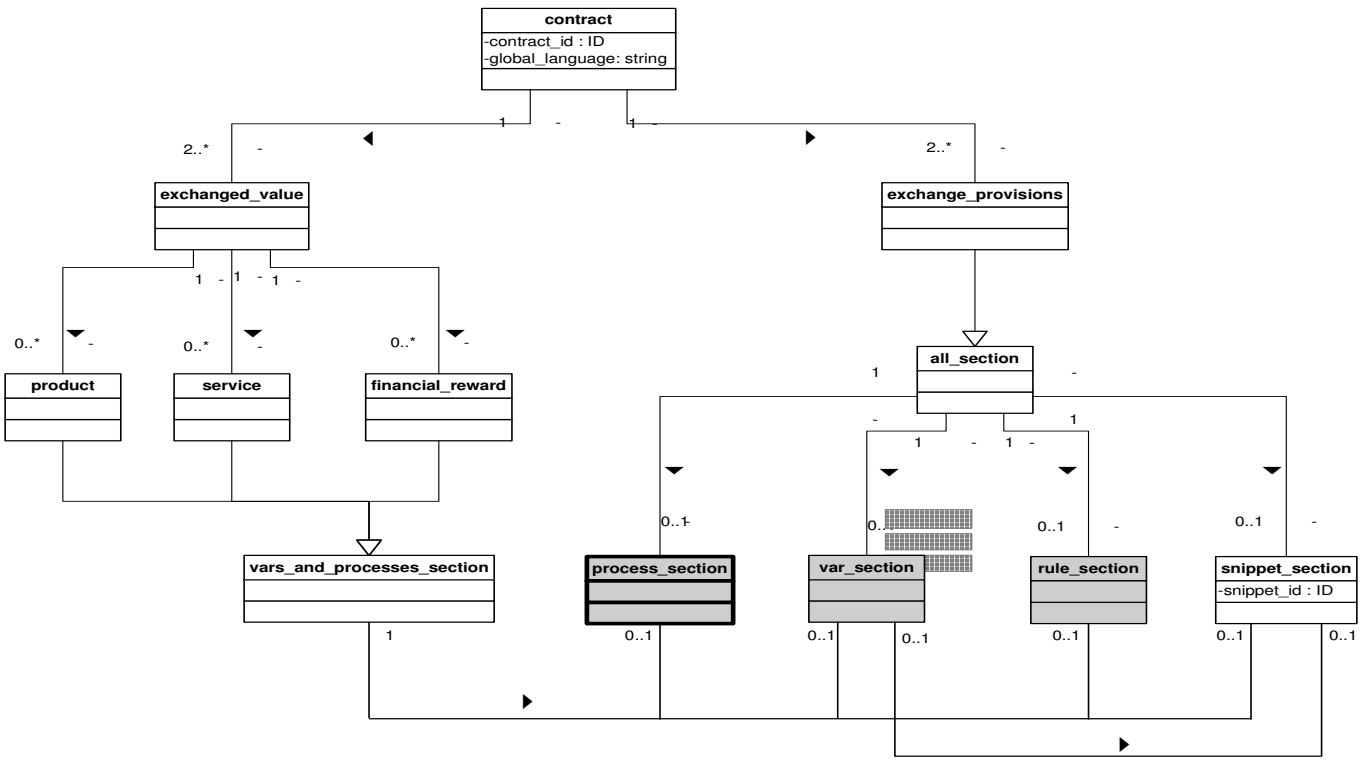 contract
-contract_id : ID
-global_language: string
1 -
1 -
2..* -
2..* -
exchanged_value
exchange_provisions
1 - 1 - 1 -
0..* -
0..* -
0..* -
all_section
1 -
product
service
financial_reward
- 1
1 - 1 -
0..1-
0..
0..1 -
0..1 -
vars_and_processes_section
process_section
var_section
rule_section
snippet_section
-snippet_id : ID
1
0..1
0..1
0..1
0..1
0..1
0..1